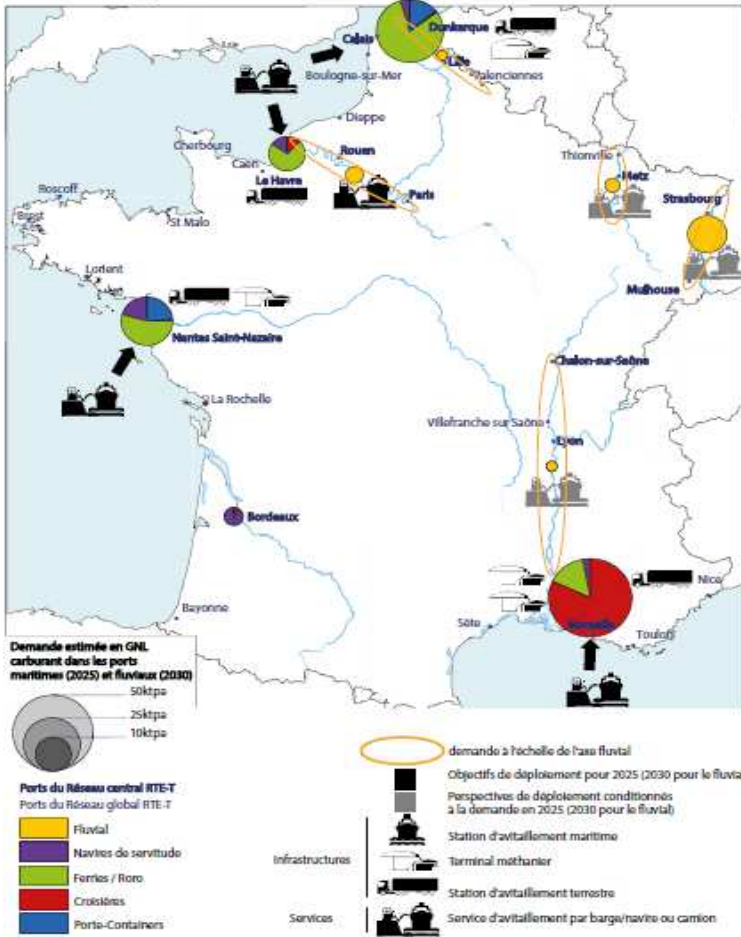 Calais
Dunkerque
Lille
Boulogne-sur-Mer
Valenciennes
Dieppe
Cherbourg
Rouen
Thionville
Caen
Metz
Le Havre
Paris
Strasbourg
Roscoff
Brest
St Malo
Lorient
Mulhouse
Nantes Saint-Nazaire
Chalon-sur-Saône
La Rochelle
Villefranche sur Saône
Lyon
Bordeaux
Nice
Bayonne
Sète
Marseille
Toulon
Demande estimée en GNL
carburant dans les ports
maritimes (2025) et fluviaux (2030)
50ktpa
25ktpa
10ktpa
Ports du Réseau central RTE-T
Ports du Réseau global RTE-T
Fluvial
Navires de servitude
Ferries / Roro
Croisières
Porte-Containers
demande à l'échelle de l'axe fluvial
Objectifs de déploiement pour 2025 (2030 pour le fluvia
Perspectives de déploiement conditionnés
à la demande en 2025 (2030 pour le fluvial)
Station d'avitaillement maritime
Infrastructures
Terminal méthanier
Station d'avitaillement terrestre
Services
Service d'avitaillement par barge/navire ou camion